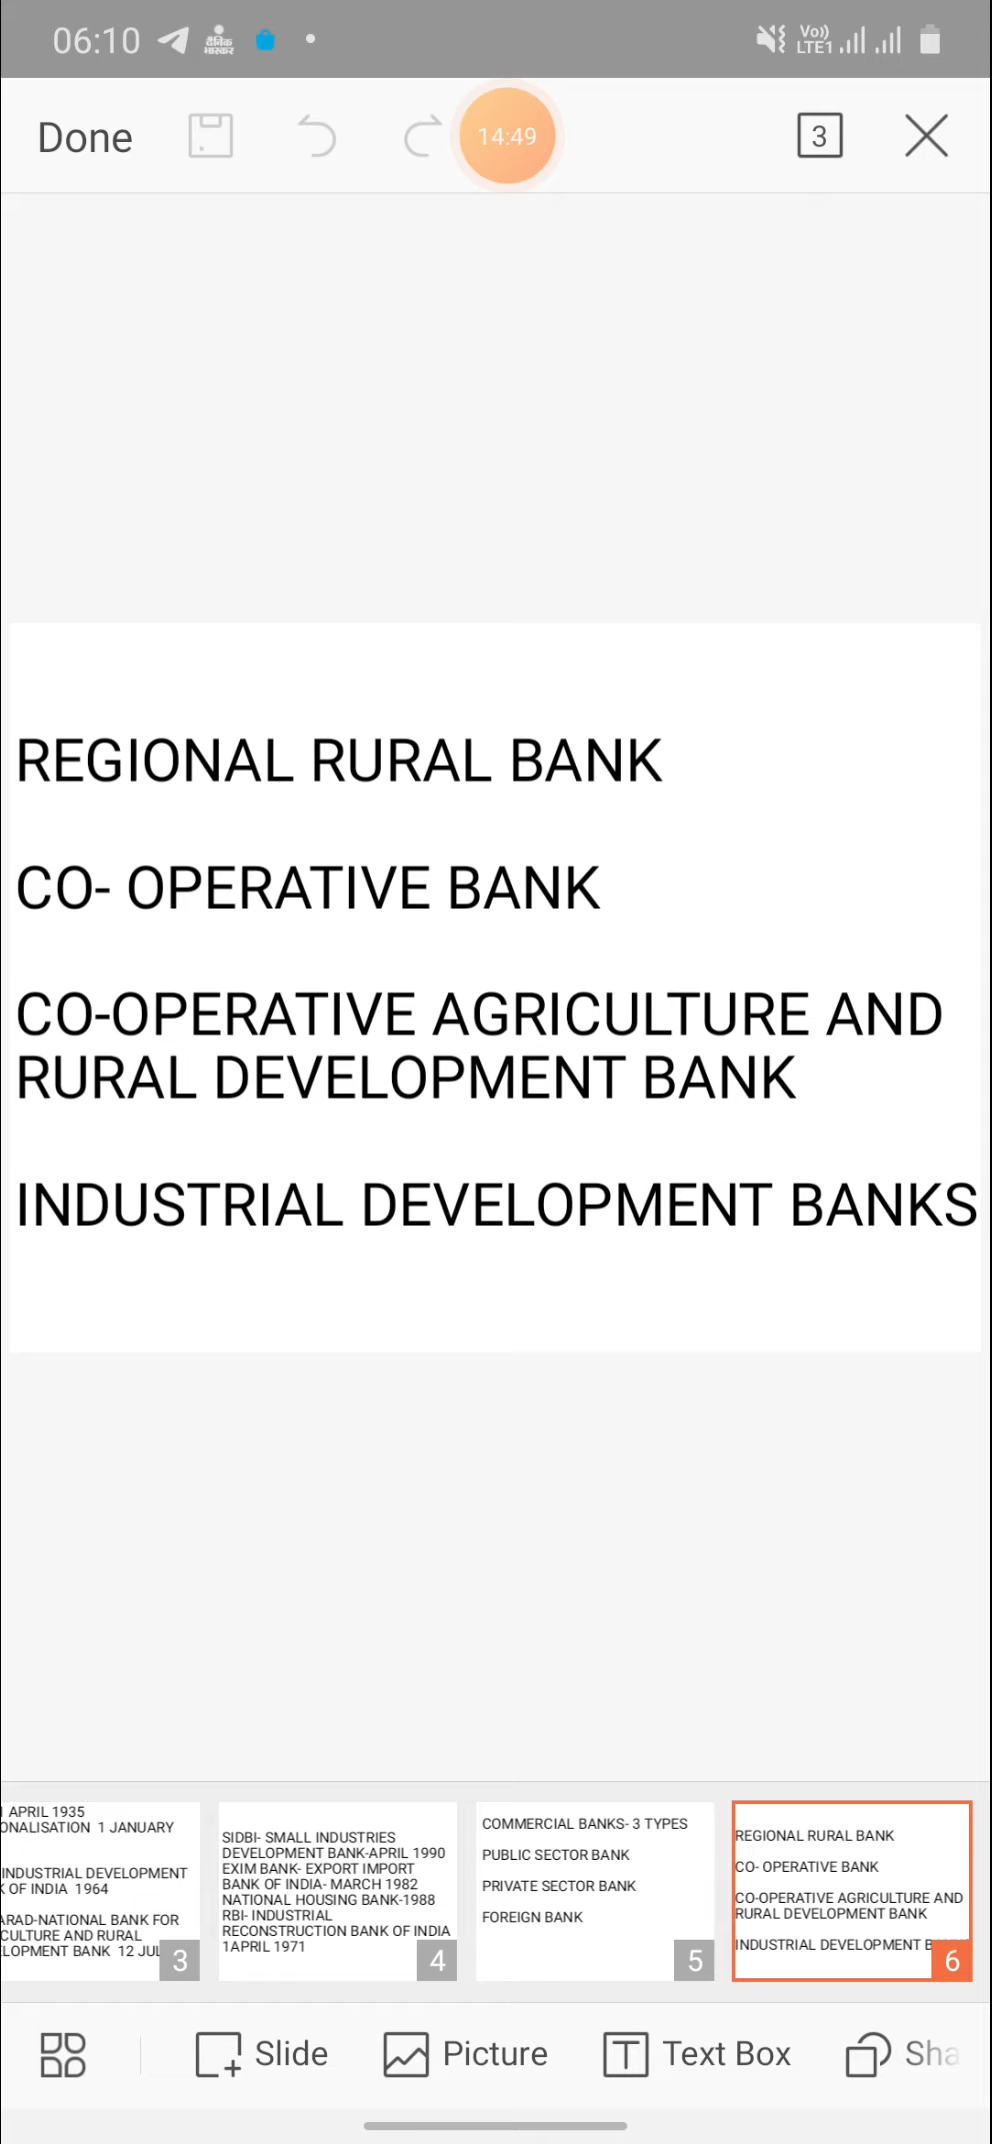 06:10
दैनिक
भास्कर
Vo))
LTE1
Done
14:49
3
REGIONAL RURAL BANK
CO- OPERATIVE BANK
CO-OPERATIVE AGRICULTURE AND
RURAL DEVELOPMENT BANK
INDUSTRIAL DEVELOPMENT BANKS
APRIL 1935
ONALISATION 1 JANUARY
INDUSTRIAL DEVELOPMENT
OF INDIA 1964
ARAD-NATIONAL BANK FOR
CULTURE AND RURAL
LOPMENT BANK 12 JUL
3
SIDBI- SMALL INDUSTRIES
DEVELOPMENT BANK-APRIL 1990
EXIM BANK- EXPORT IMPORT
BANK OF INDIA- MARCH 1982
NATIONAL HOUSING BANK-1988
RBI- INDUSTRIAL
RECONSTRUCTION BANK OF INDIA
1APRIL 1971
4
COMMERCIAL BANKS- 3 TYPES
PUBLIC SECTOR BANK
PRIVATE SECTOR BANK
FOREIGN BANK
5
REGIONAL RURAL BANK
CO- OPERATIVE BANK
CO-OPERATIVE AGRICULTURE AND
RURAL DEVELOPMENT BANK
INDUSTRIAL DEVELOPMENT B
6
Slide
Picture
Text Box
Sha